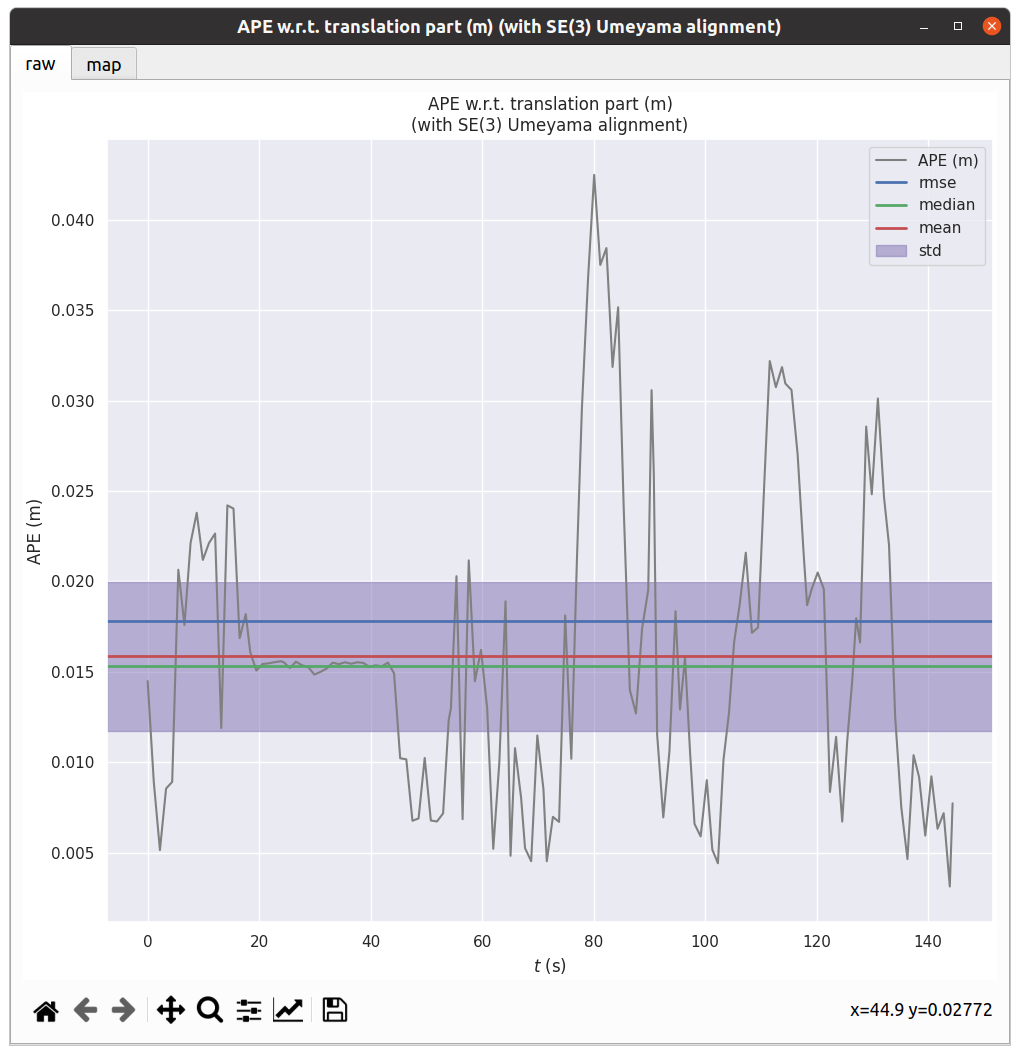 APE w.r.t. translation part (m) (with SE(3) Umeyama alignment)
raw
map
APE w.r.t. translation part (m)
(with SE(3) Umeyama alignment)
APE (m)
rmse
median
mean
std
0.040
0.035
0.030
0.025
0.020
0.015
0.010
0.005
APE (m)
0 20 40 60 80 100 120 140
t (s)
x=44.9 y=0.02772